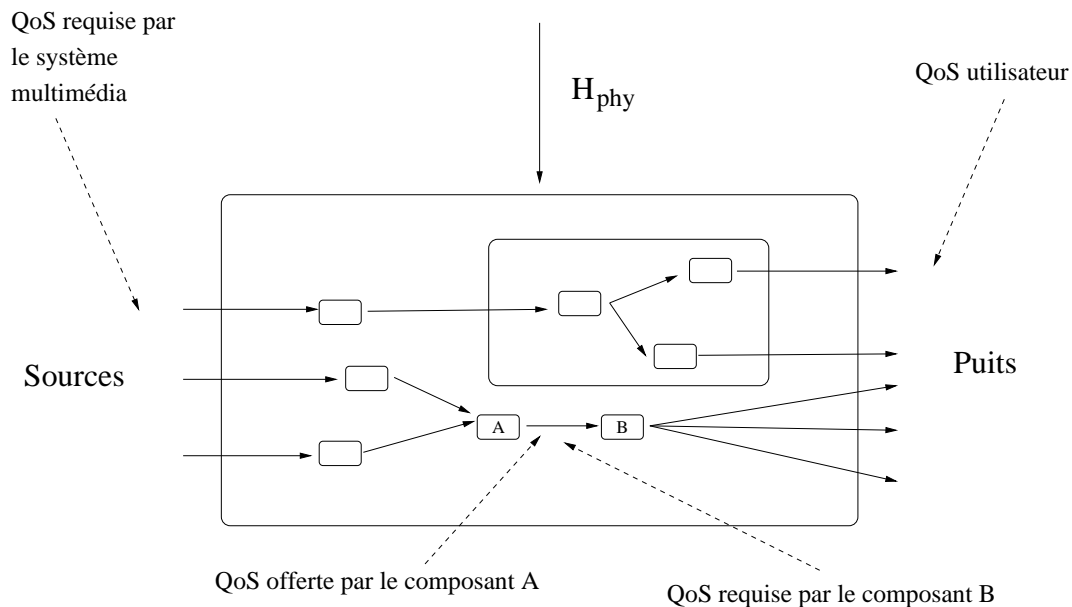 QoS requise par
le système
multimédia
H_phy
QoS utilisateur
Sources
Puits
A
B
QoS offerte par le composant A
QoS requise par le composant B